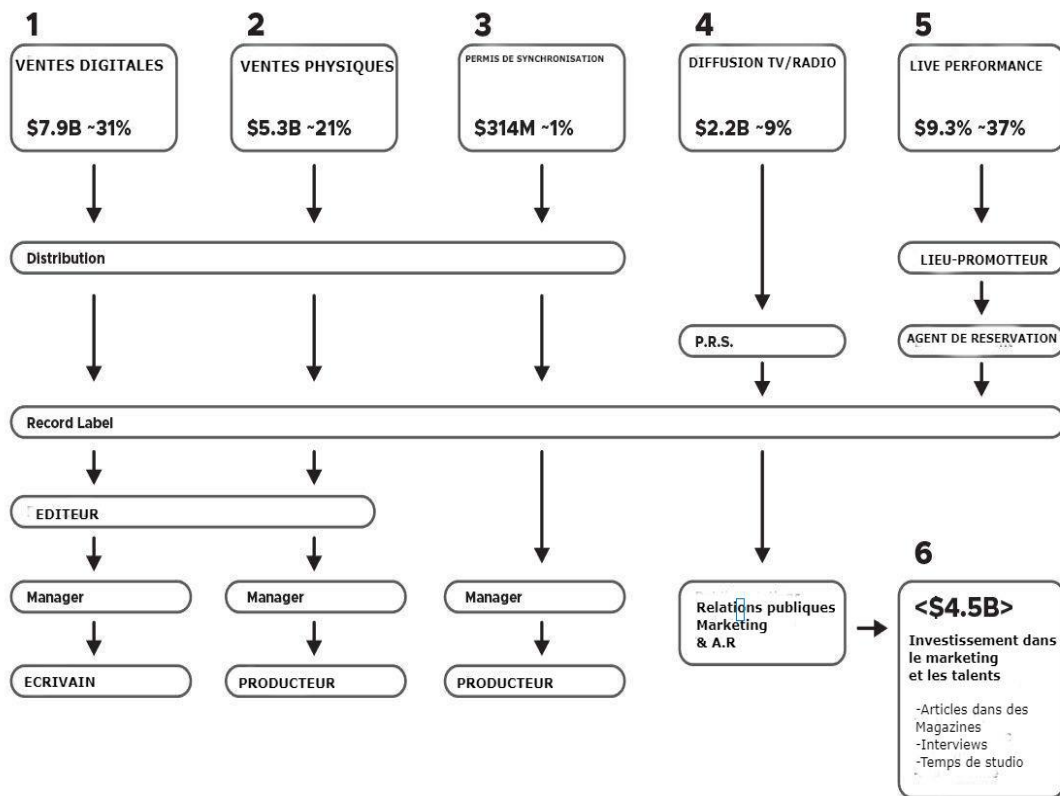 1
2
3
4
5
VENTES DIGITALES
VENTES PHYSIQUES
PERMIS DE SYNCHRONISATION
DIFFUSION TV/RADIO
LIVE PERFORMANCE
$7.9B ~31%
$5.3B ~21%
$314M ~1%
$2.2B ~9%
$9.3% ~37%
Distribution
LIEU-PROMOTTEUR
P.R.S.
AGENT DE RESERVATION
Record Label
EDITEUR
Manager
Manager
Manager
ECRIVAIN
PRODUCTEUR
PRODUCTEUR
Relations publiques
Marketing
& A.R
6
<$4.5B>
Investissement dans
le marketing
et les talents
-Articles dans des
Magazines
-Interviews
-Temps de studio